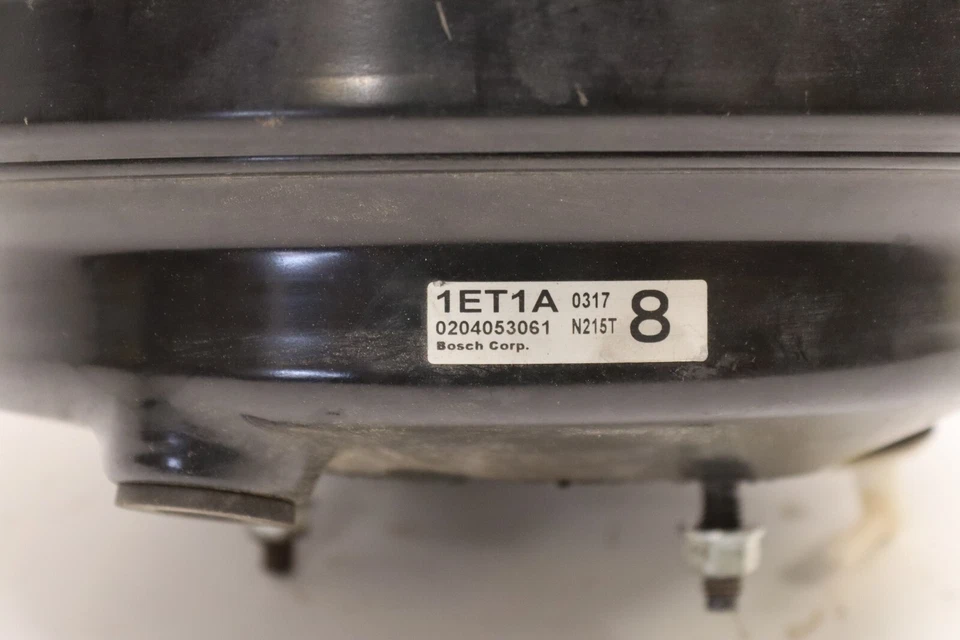 1ET1A 0317 8
0204053061 N215T
Bosch Corp.